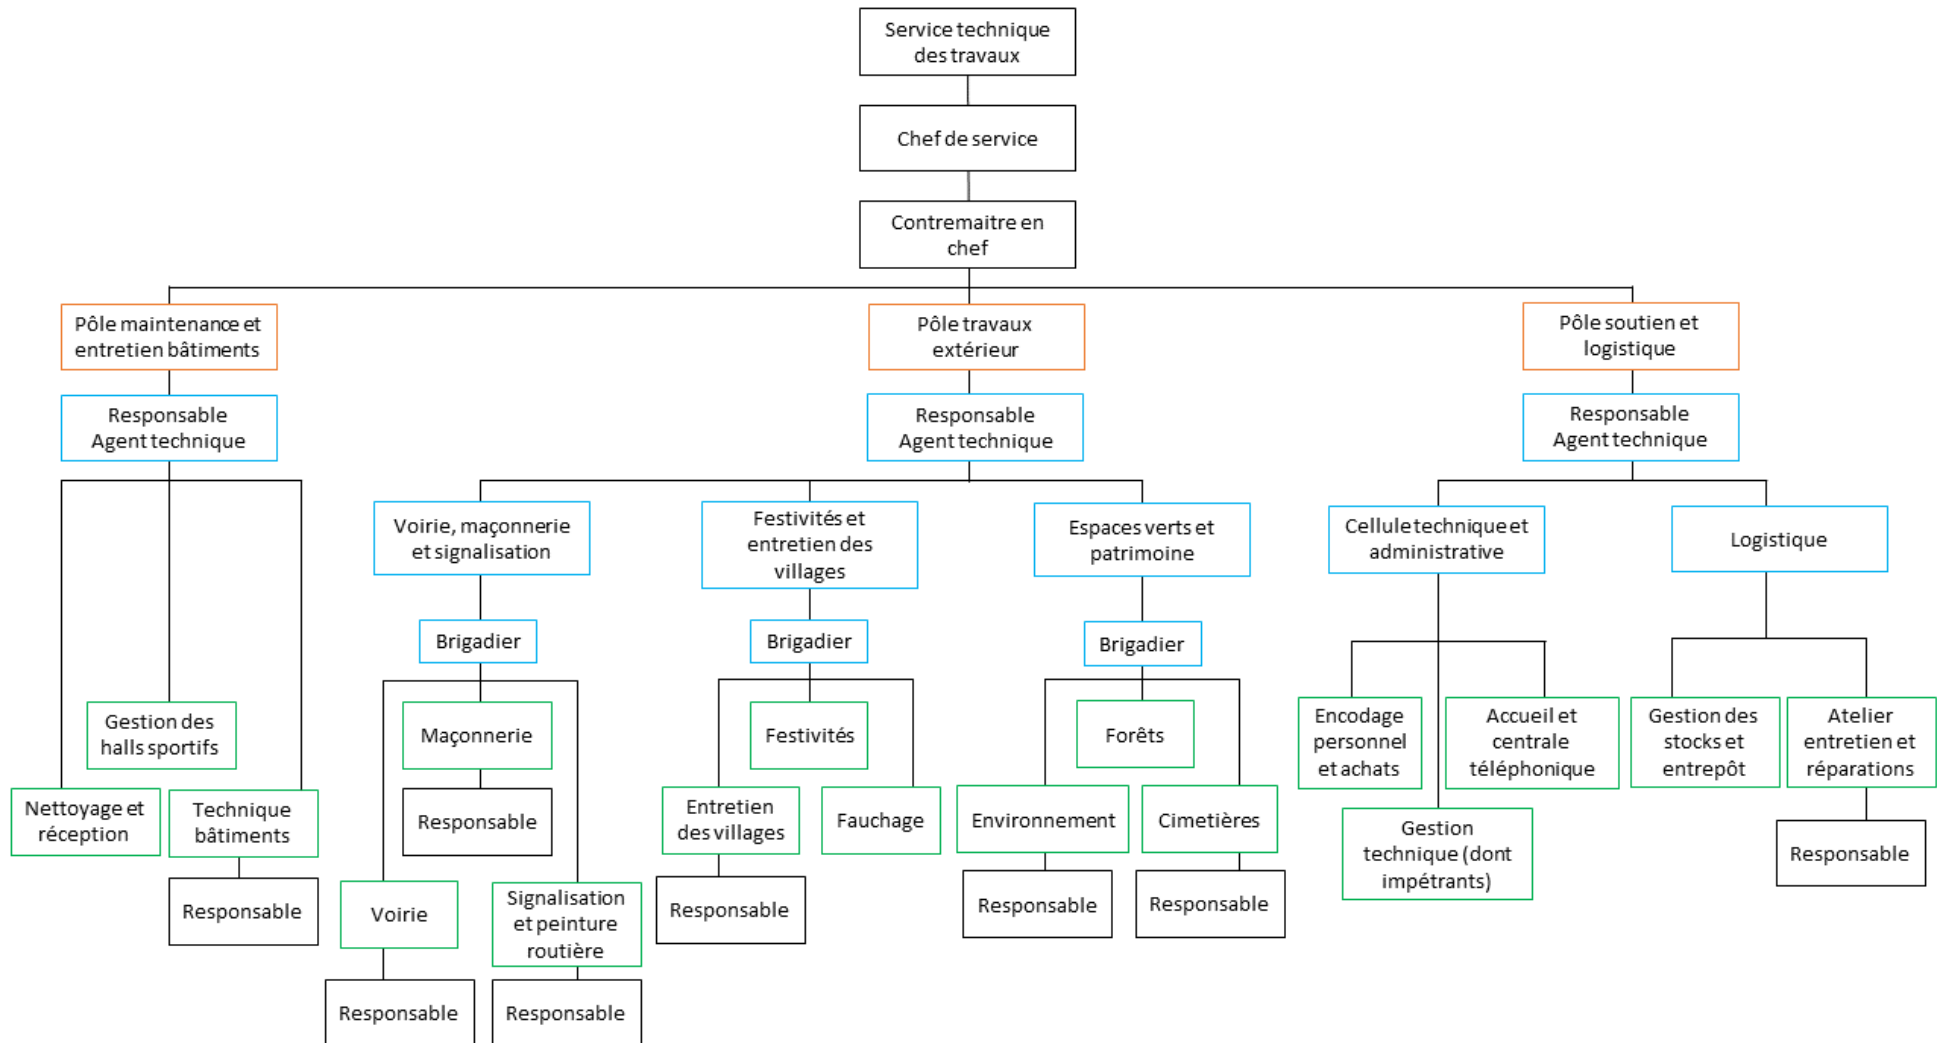 Service technique
des travaux
Chef de service
Contremaitre en
chef
Pôle maintenance et
entretien bâtiments
Pôle travaux
extérieur
Pôle soutien et
logistique
Responsable
Agent technique
Responsable
Agent technique
Responsable
Agent technique
Voirie, maçonnerie
et signalisation
Festivités et
entretien des
villages
Espaces verts et
patrimoine
Cellule technique et
administrative
Logistique
Brigadier
Brigadier
Brigadier
Gestion des
halls sportifs
Maçonnerie
Festivités
Forêts
Encodage
personnel
et achats
Accueil et
centrale
téléphonique
Gestion des
stocks et
entrepôt
Atelier
entretien et
réparations
Nettoyage et
réception
Technique
bâtiments
Responsable
Entretien
des villages
Fauchage
Environnement
Cimetières
Gestion
technique (dont
impétrants)
Responsable
Responsable
Voirie
Signalisation
et peinture
routière
Responsable
Responsable
Responsable
Responsable
Responsable